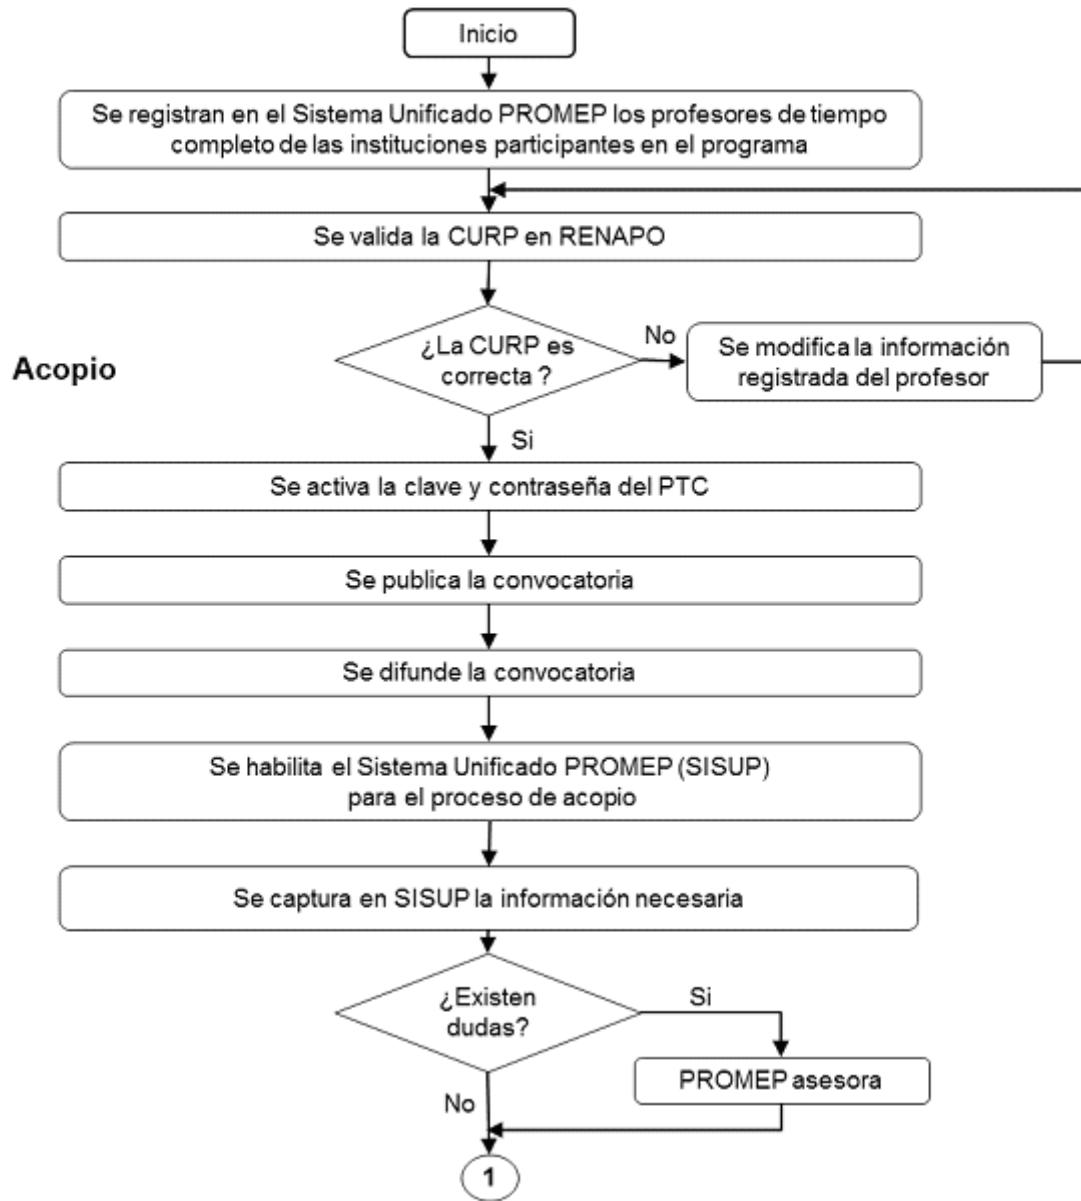 Inicio
Se registran en el Sistema Unificado PROMEP los profesores de tiempo
completo de las instituciones participantes en el programa
Se valida la CURP en RENAPO
¿La CURP es
correcta ?
No
Se modifica la información
registrada del profesor
Acopio
Si
Se activa la clave y contraseña del PTC
Se publica la convocatoria
Se difunde la convocatoria
Se habilita el Sistema Unificado PROMEP (SISUP)
para el proceso de acopio
Se captura en SISUP la información necesaria
¿Existen
dudas?
Si
PROMEP asesora
No
1